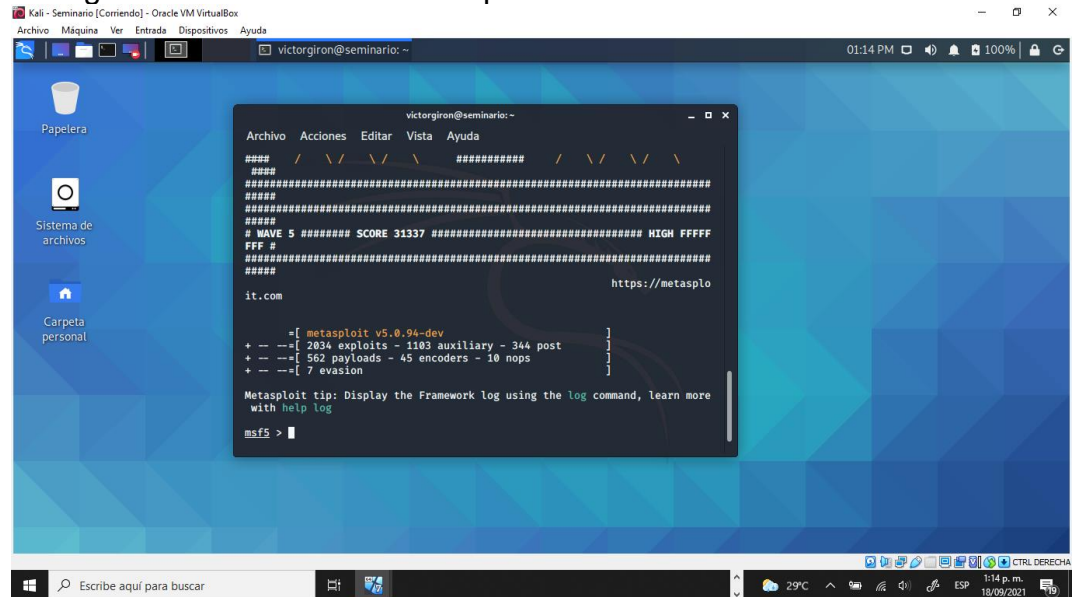 Kali - Seminario [Corriendo] - Oracle VM VirtualBox
Archivo Máquina Ver Entrada Dispositivos Ayuda
victorgiron@seminario: ~
01:14 PM 100%
Papelera
Sistema de
archivos
Carpeta
personal
victorgiron@seminario: ~
Archivo Acciones Editar Vista Ayuda
#### / \ / \ / \ ########### / \ / \ / \
####
############################################################################
#####
############################################################################
#####
# WAVE 5 ######## SCORE 31337 ################################## HIGH FFFFF
FFF #
############################################################################
#####
https://metasplo
it.com
=[ metasploit v5.0.94-dev ]
+ -- --=[ 2034 exploits - 1103 auxiliary - 344 post ]
+ -- --=[ 562 payloads - 45 encoders - 10 nops ]
+ -- --=[ 7 evasion ]
Metasploit tip: Display the Framework log using the log command, learn more
with help log
msf5 >
CTRL DERECHA
Escribe aquí para buscar
29°C ESP 1:14 p. m.
18/09/2021
19